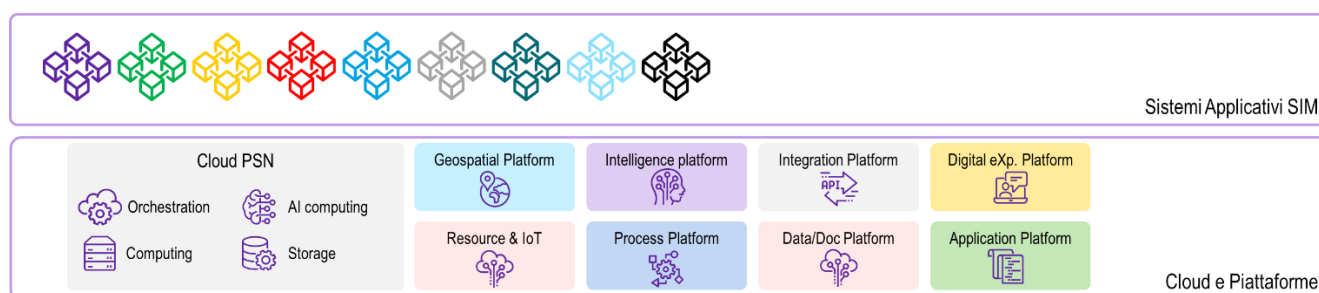 Sistemi Applicativi SIM
Cloud PSN
Orchestration
AI computing
Computing
Storage
Geospatial Platform
Intelligence platform
Integration Platform
API
Digital eXp. Platform
Resource & IoT
Process Platform
Data/Doc Platform
Application Platform
Cloud e Piattaforme